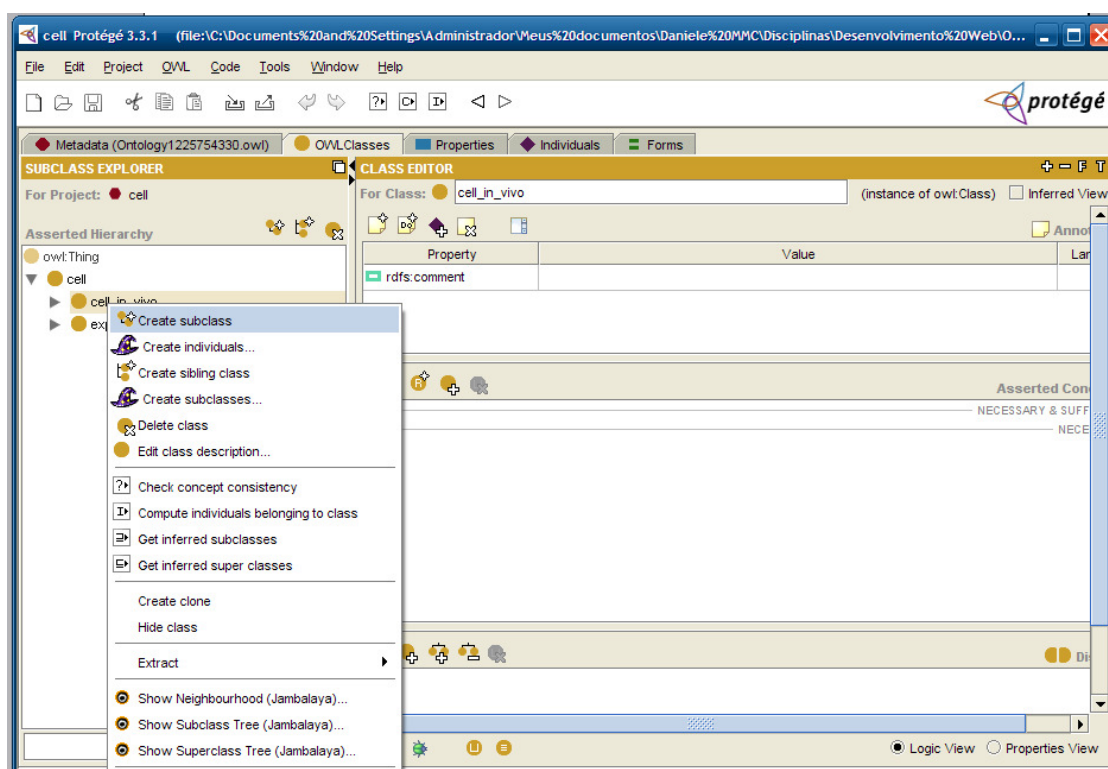 cell Protégé 3.3.1 (file:\C:\Documents%20and%20Settings\Administrador\Meus%20documentos\Daniele%20MMC\Disciplinas\Desenvolvimento%20Web\O...
File Edit Project OWL Code Tools Window Help
protégé
Metadata (Ontology1225754330.owl) OWLClasses Properties Individuals Forms
SUBCLASS EXPLORER CLASS EDITOR
For Project: cell For Class: cell_in_vivo (instance of owl:Class) Inferred View
Asserted Hierarchy Annot
owl:Thing Property Value Lar
cell rdfs:comment
cell_in_vivo
exp
Create subclass
Create individuals...
Create sibling class
Create subclasses...
Delete class
Edit class description...
Check concept consistency
Compute individuals belonging to class
Get inferred subclasses
Get inferred super classes
Create clone
Hide class
Extract
Show Neighbourhood (Jambalaya)...
Show Subclass Tree (Jambalaya)...
Show Superclass Tree (Jambalaya)...
Asserted Con
NECESSARY & SUFF
NECE
Di
Logic View Properties View